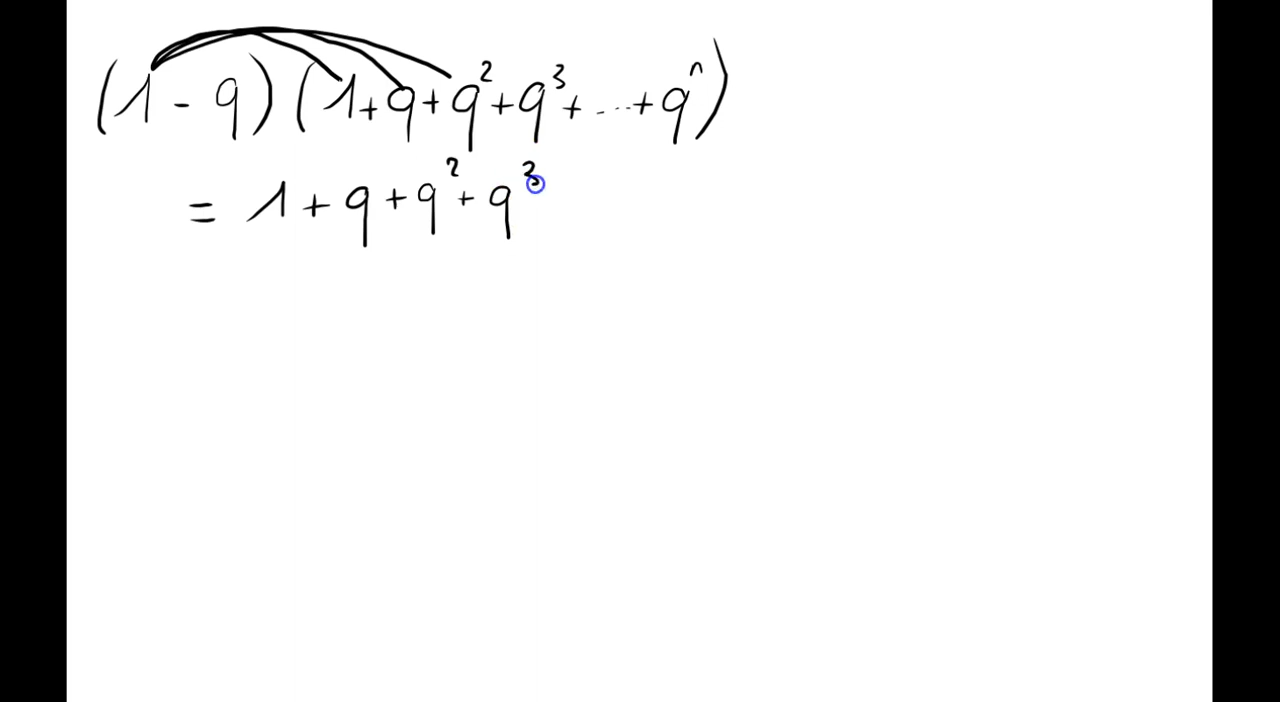 (1 - q)(1 + q + q² + q³ + ... + qⁿ)
= 1 + q + q² + q³